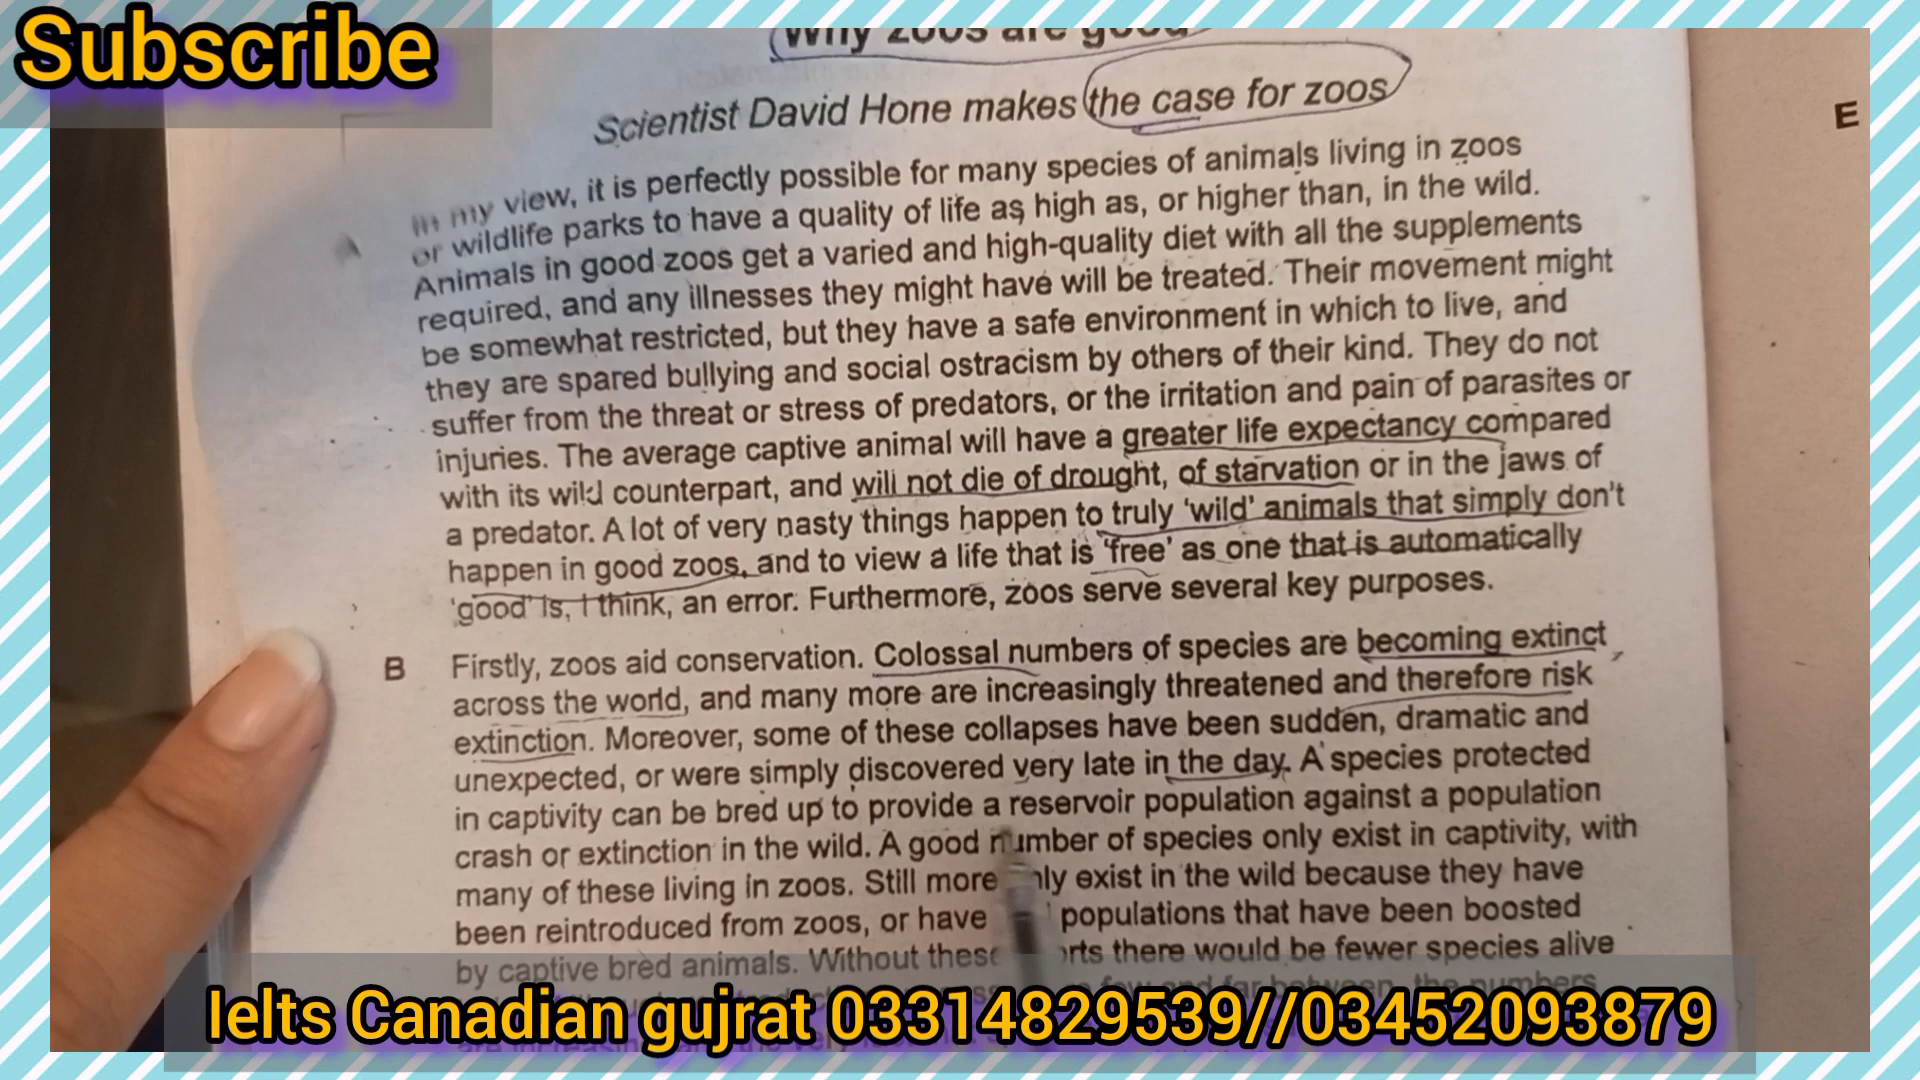 Subscribe
Why zoos are good
Scientist David Hone makes the case for zoos
E
In my view, it is perfectly possible for many species of animals living in zoos
or wildlife parks to have a quality of life as high as, or higher than, in the wild.
Animals in good zoos get a varied and high-quality diet with all the supplements
required, and any illnesses they might have will be treated. Their movement might
be somewhat restricted, but they have a safe environment in which to live, and
they are spared bullying and social ostracism by others of their kind. They do not
suffer from the threat or stress of predators, or the irritation and pain of parasites or
injuries. The average captive animal will have a greater life expectancy compared
with its wild counterpart, and will not die of drought, of starvation or in the jaws of
a predator. A lot of very nasty things happen to truly 'wild' animals that simply don't
happen in good zoos, and to view a life that is 'free' as one that is automatically
'good' is, I think, an error. Furthermore, zoos serve several key purposes.
B Firstly, zoos aid conservation. Colossal numbers of species are becoming extinct
across the world, and many more are increasingly threatened and therefore risk
extinction. Moreover, some of these collapses have been sudden, dramatic and
unexpected, or were simply discovered very late in the day. A species protected
in captivity can be bred up to provide a reservoir population against a population
crash or extinction in the wild. A good number of species only exist in captivity, with
many of these living in zoos. Still more only exist in the wild because they have
been reintroduced from zoos, or have populations that have been boosted
by captive bred animals. Without these efforts there would be fewer species alive
few and far between, the numbers
Ielts Canadian gujrat 03314829539//03452093879